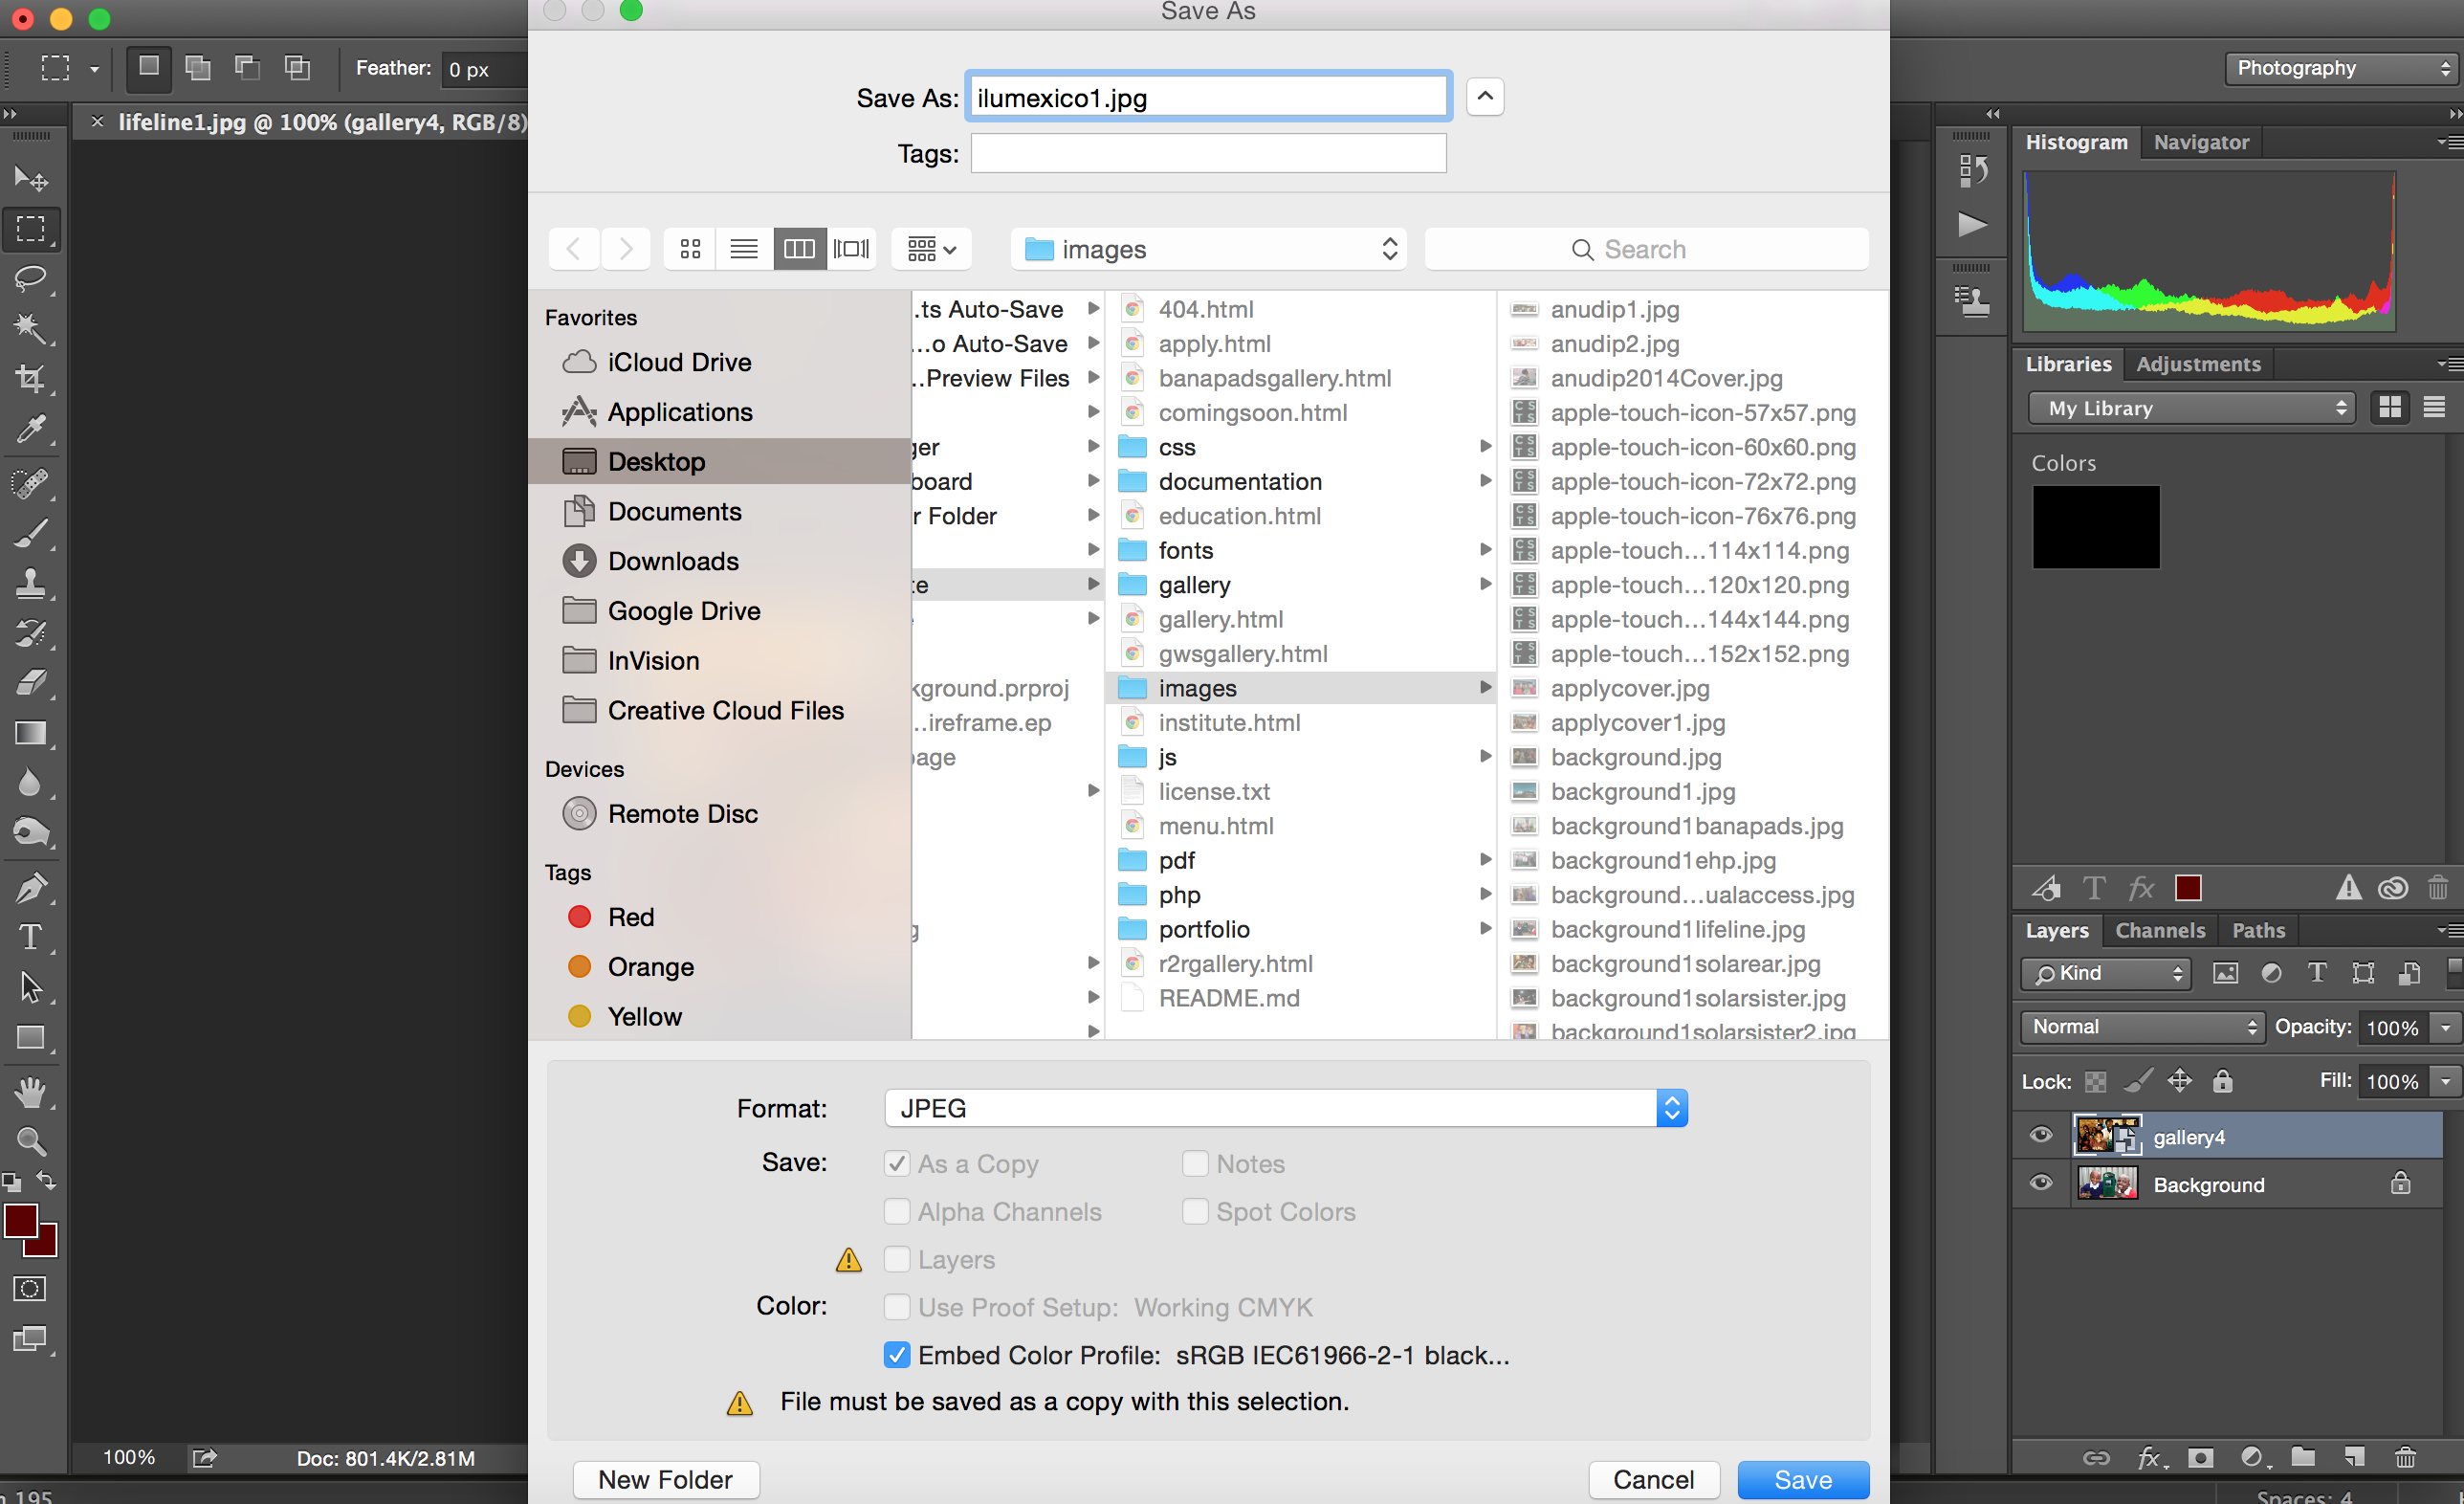 Save As
Feather: 0 px
Photography
Save As: ilumexico1.jpg
Tags:
× lifeline1.jpg @ 100% (gallery4, RGB/8)
Histogram Navigator
images
Search
Favorites
iCloud Drive
Applications
Desktop
Documents
Downloads
Google Drive
InVision
Creative Cloud Files
Devices
Remote Disc
Tags
Red
Orange
Yellow
.ts Auto-Save
...o Auto-Save
..Preview Files
r Folder
kground.prproj
...ireframe.ep
404.html
apply.html
banapadsgallery.html
comingsoon.html
css
documentation
education.html
fonts
gallery
gallery.html
gwsgallery.html
images
institute.html
js
license.txt
menu.html
pdf
php
portfolio
r2rgallery.html
README.md
anudip1.jpg
anudip2.jpg
anudip2014Cover.jpg
apple-touch-icon-57x57.png
apple-touch-icon-60x60.png
apple-touch-icon-72x72.png
apple-touch-icon-76x76.png
apple-touch...114x114.png
apple-touch...120x120.png
apple-touch...144x144.png
apple-touch...152x152.png
applycover.jpg
applycover1.jpg
background.jpg
background1.jpg
background1banapads.jpg
background1ehp.jpg
background...ualaccess.jpg
background1lifeline.jpg
background1solarear.jpg
background1solarsister.jpg
background1solarsister2.jpg
Format: JPEG
Save: As a Copy Notes
Alpha Channels Spot Colors
Layers
Color: Use Proof Setup: Working CMYK
Embed Color Profile: sRGB IEC61966-2-1 black...
File must be saved as a copy with this selection.
New Folder Cancel Save
Libraries Adjustments
My Library
Colors
Layers Channels Paths
Kind
Normal Opacity: 100%
Lock: Fill: 100%
gallery4
Background
100% Doc: 801.4K/2.81M
195
Spaces: 4